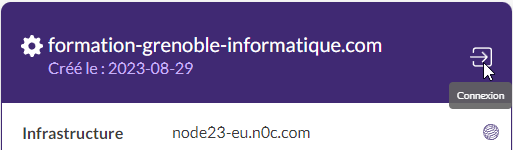 formation-grenoble-informatique.com
Créé le : 2023-08-29
Connexion
Infrastructure node23-eu.n0c.com